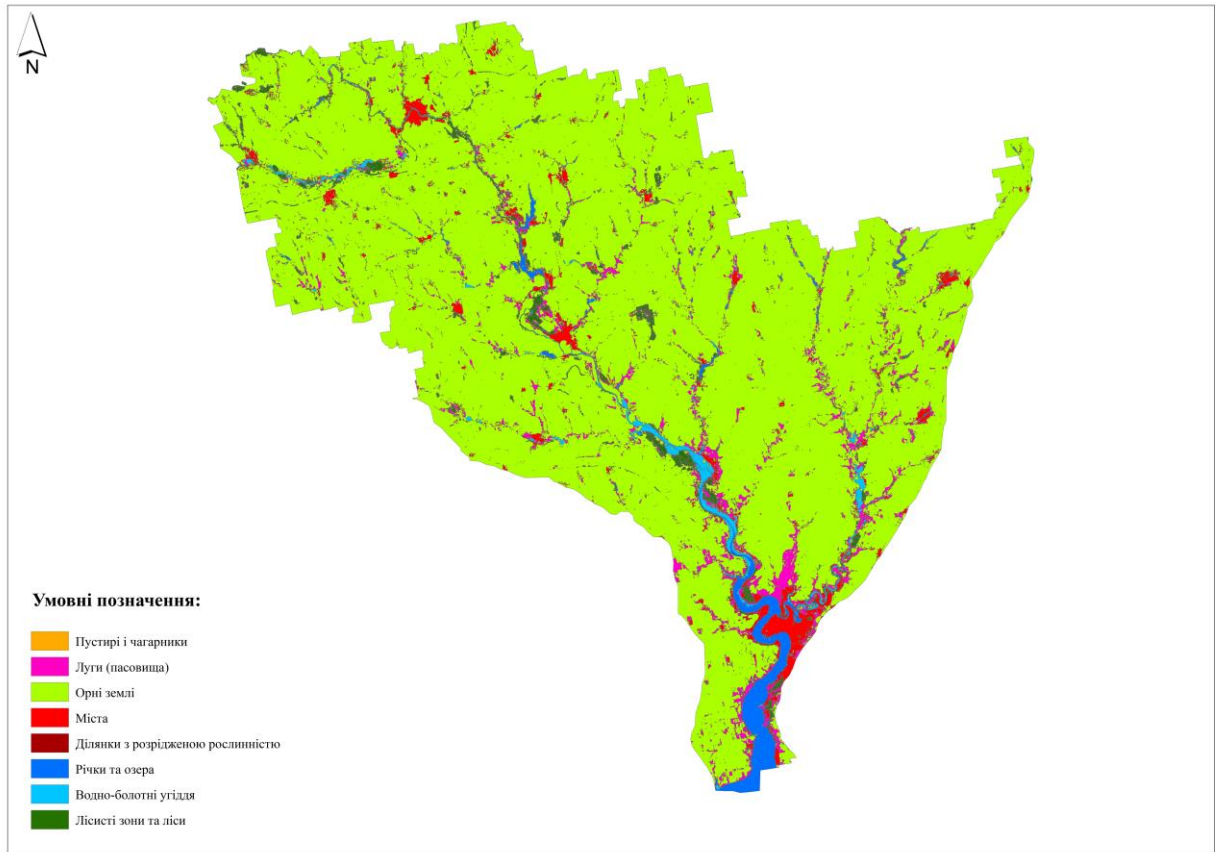 N
Умовні позначення:
Пустирі і чагарники
Луги (пасовища)
Орні землі
Міста
Ділянки з розрідженою рослинністю
Річки та озера
Водно-болотні угіддя
Лісисті зони та ліси